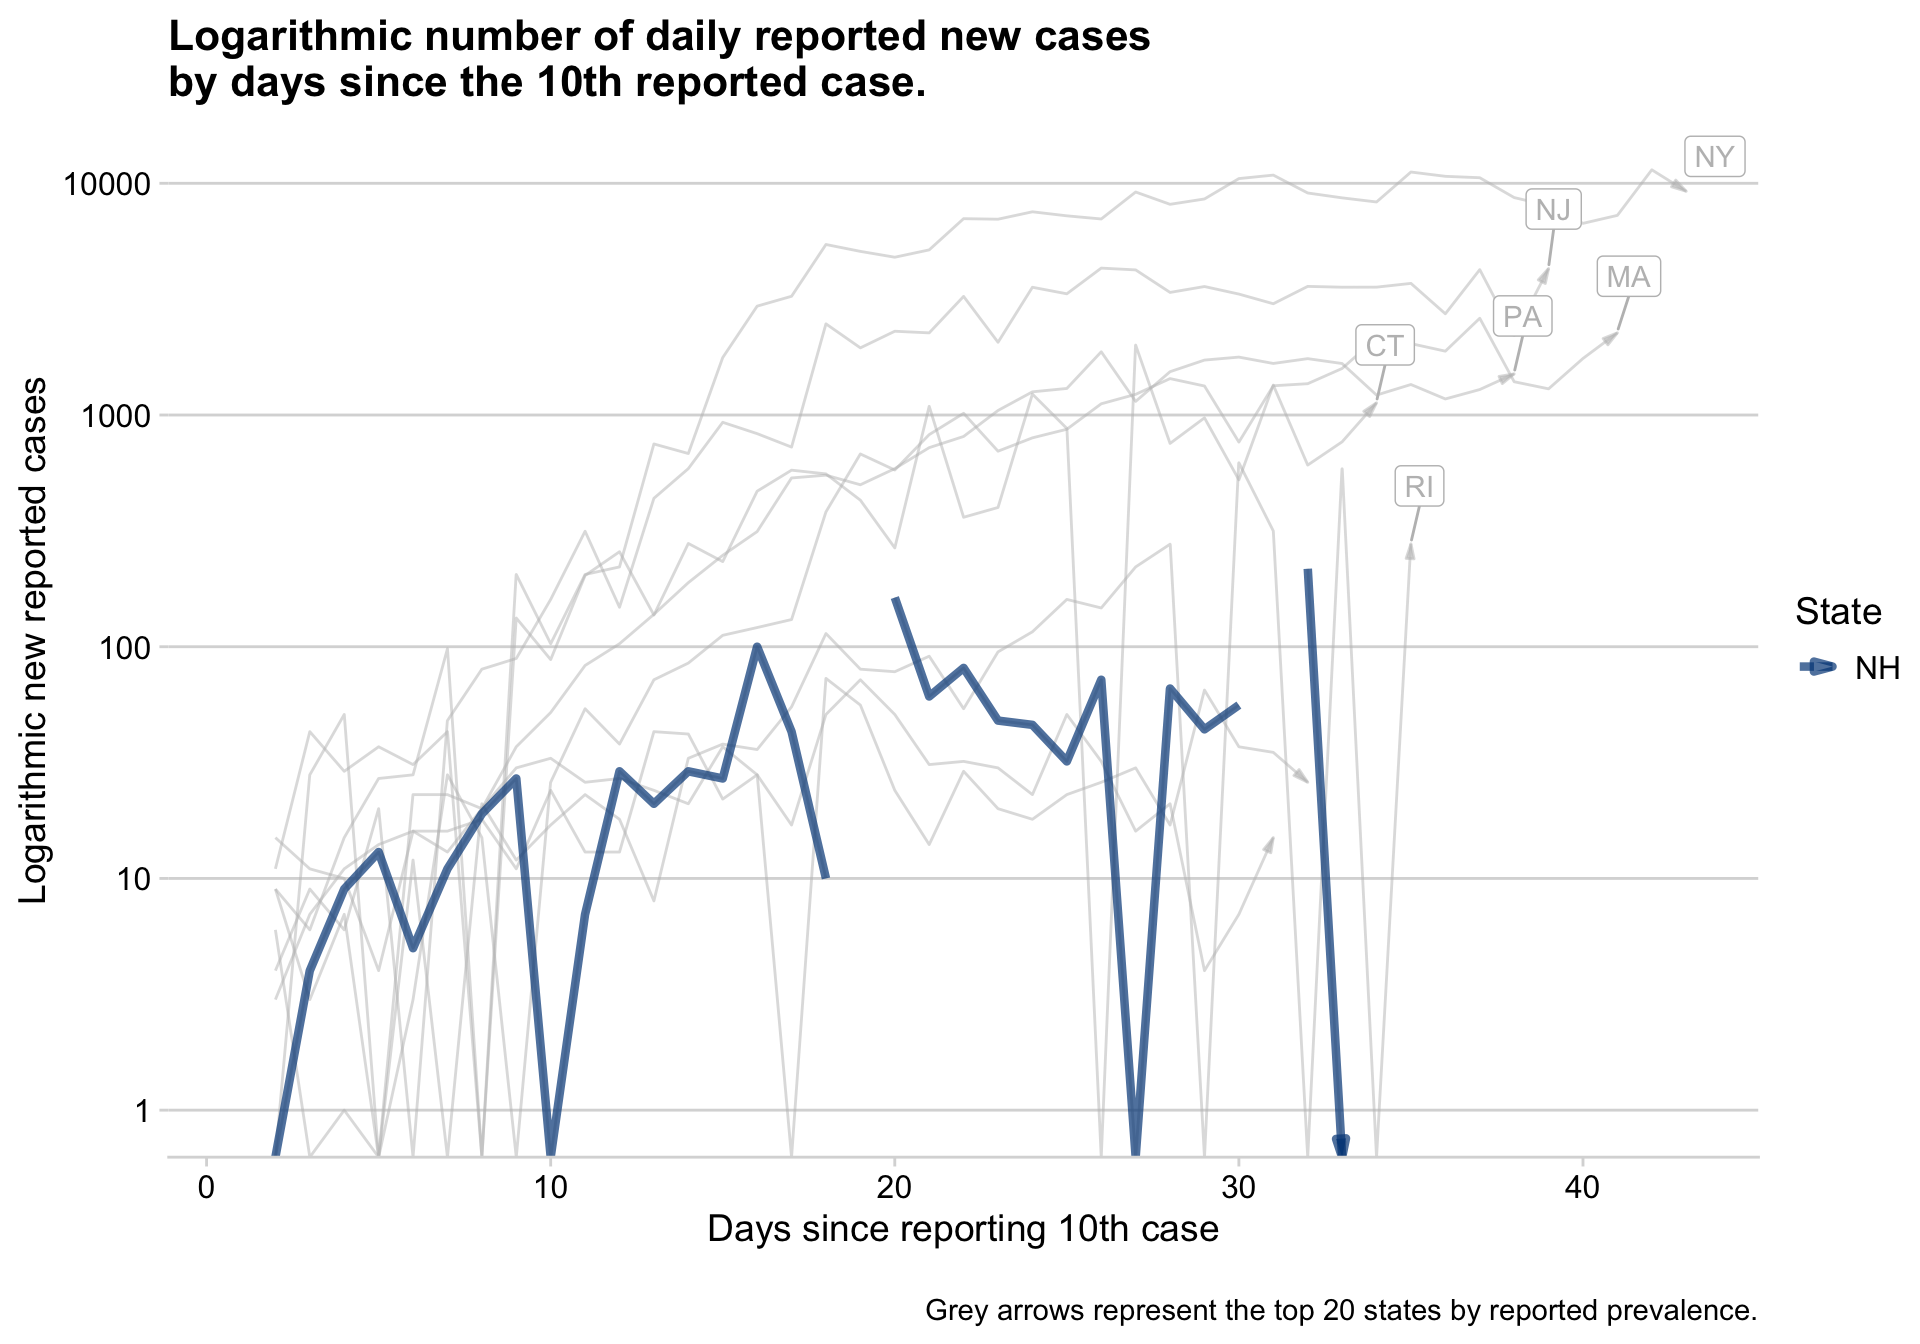 Logarithmic number of daily reported new cases
by days since the 10th reported case.
NY
10000
NJ
MA
PA
CT
1000
RI
Logarithmic new reported cases
State
100
NH
10
1
0 10 20 30 40
Days since reporting 10th case
Grey arrows represent the top 20 states by reported prevalence.